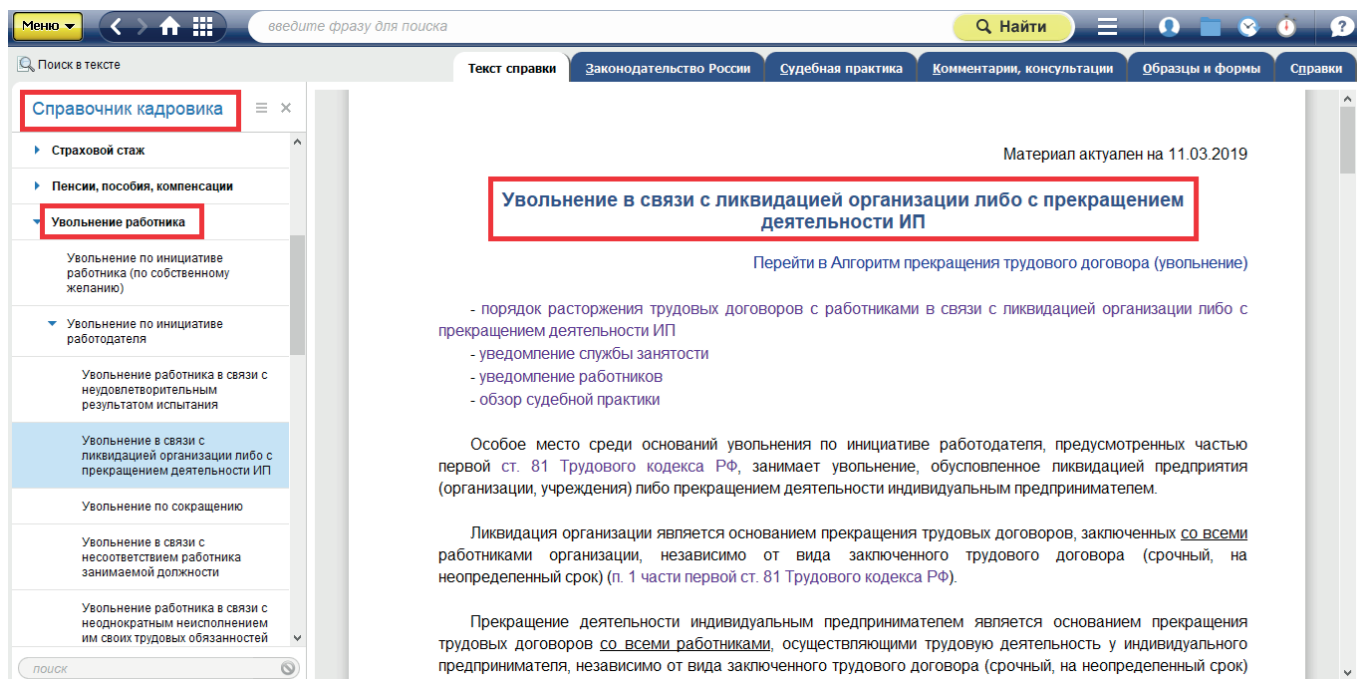 Меню
введите фразу для поиска
Найти
?
Поиск в тексте
Текст справки
Законодательство России
Судебная практика
Комментарии, консультации
Образцы и формы
Справки
Справочник кадровика
Страховой стаж
Пенсии, пособия, компенсации
Увольнение работника
Увольнение по инициативе
работника (по собственному
желанию)
Увольнение по инициативе
работодателя
Увольнение работника в связи с
неудовлетворительным
результатом испытания
Увольнение в связи с
ликвидацией организации либо с
прекращением деятельности ИП
Увольнение по сокращению
Увольнение в связи с
несоответствием работника
занимаемой должности
Увольнение работника в связи с
неоднократным неисполнением
им своих трудовых обязанностей
поиск
Материал актуален на 11.03.2019
Увольнение в связи с ликвидацией организации либо с прекращением
деятельности ИП
Перейти в Алгоритм прекращения трудового договора (увольнение)
- порядок расторжения трудовых договоров с работниками в связи с ликвидацией организации либо с
прекращением деятельности ИП
- уведомление службы занятости
- уведомление работников
- обзор судебной практики
Особое место среди оснований увольнения по инициативе работодателя, предусмотренных частью
первой ст. 81 Трудового кодекса РФ, занимает увольнение, обусловленное ликвидацией предприятия
(организации, учреждения) либо прекращением деятельности индивидуальным предпринимателем.
Ликвидация организации является основанием прекращения трудовых договоров, заключенных со всеми
работниками организации, независимо от вида заключенного трудового договора (срочный, на
неопределенный срок) (п. 1 части первой ст. 81 Трудового кодекса РФ).
Прекращение деятельности индивидуальным предпринимателем является основанием прекращения
трудовых договоров со всеми работниками, осуществляющими трудовую деятельность у индивидуального
предпринимателя, независимо от вида заключенного трудового договора (срочный, на неопределенный срок)